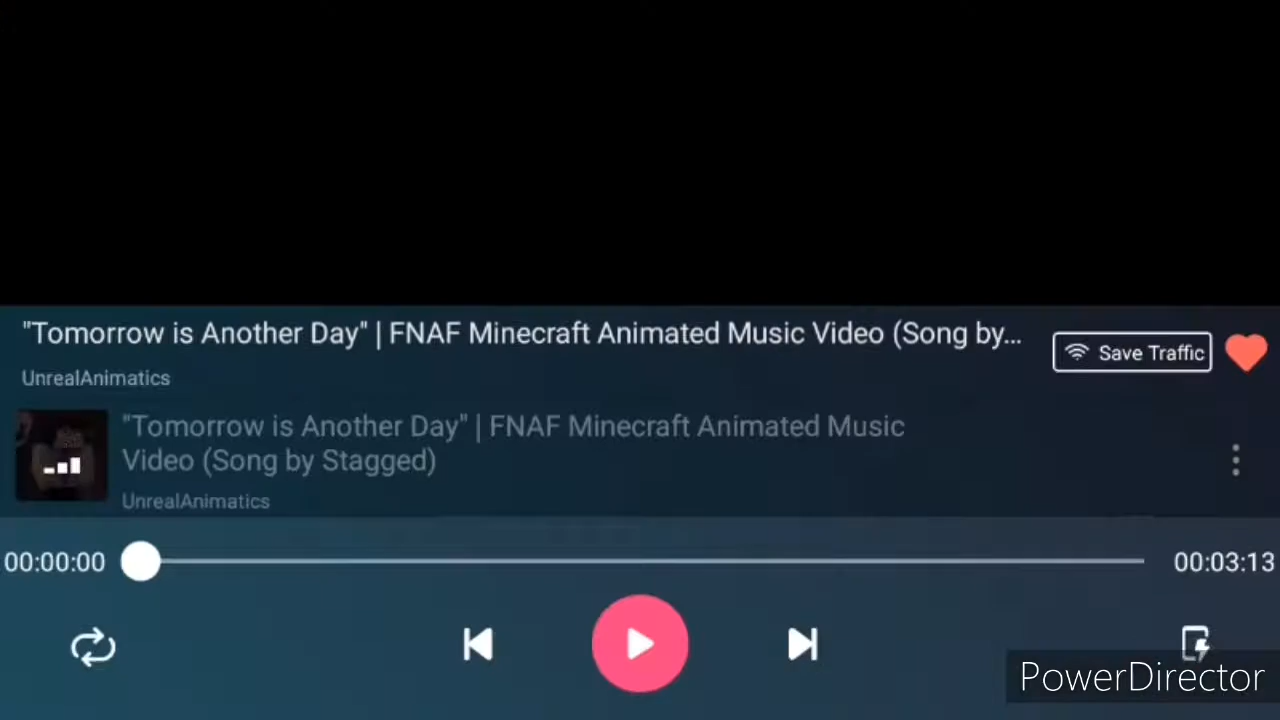 "Tomorrow is Another Day" | FNAF Minecraft Animated Music Video (Song by...
Save Traffic
UnrealAnimatics
"Tomorrow is Another Day" | FNAF Minecraft Animated Music
Video (Song by Stagged)
UnrealAnimatics
00:00:00
00:03:13
PowerDirector